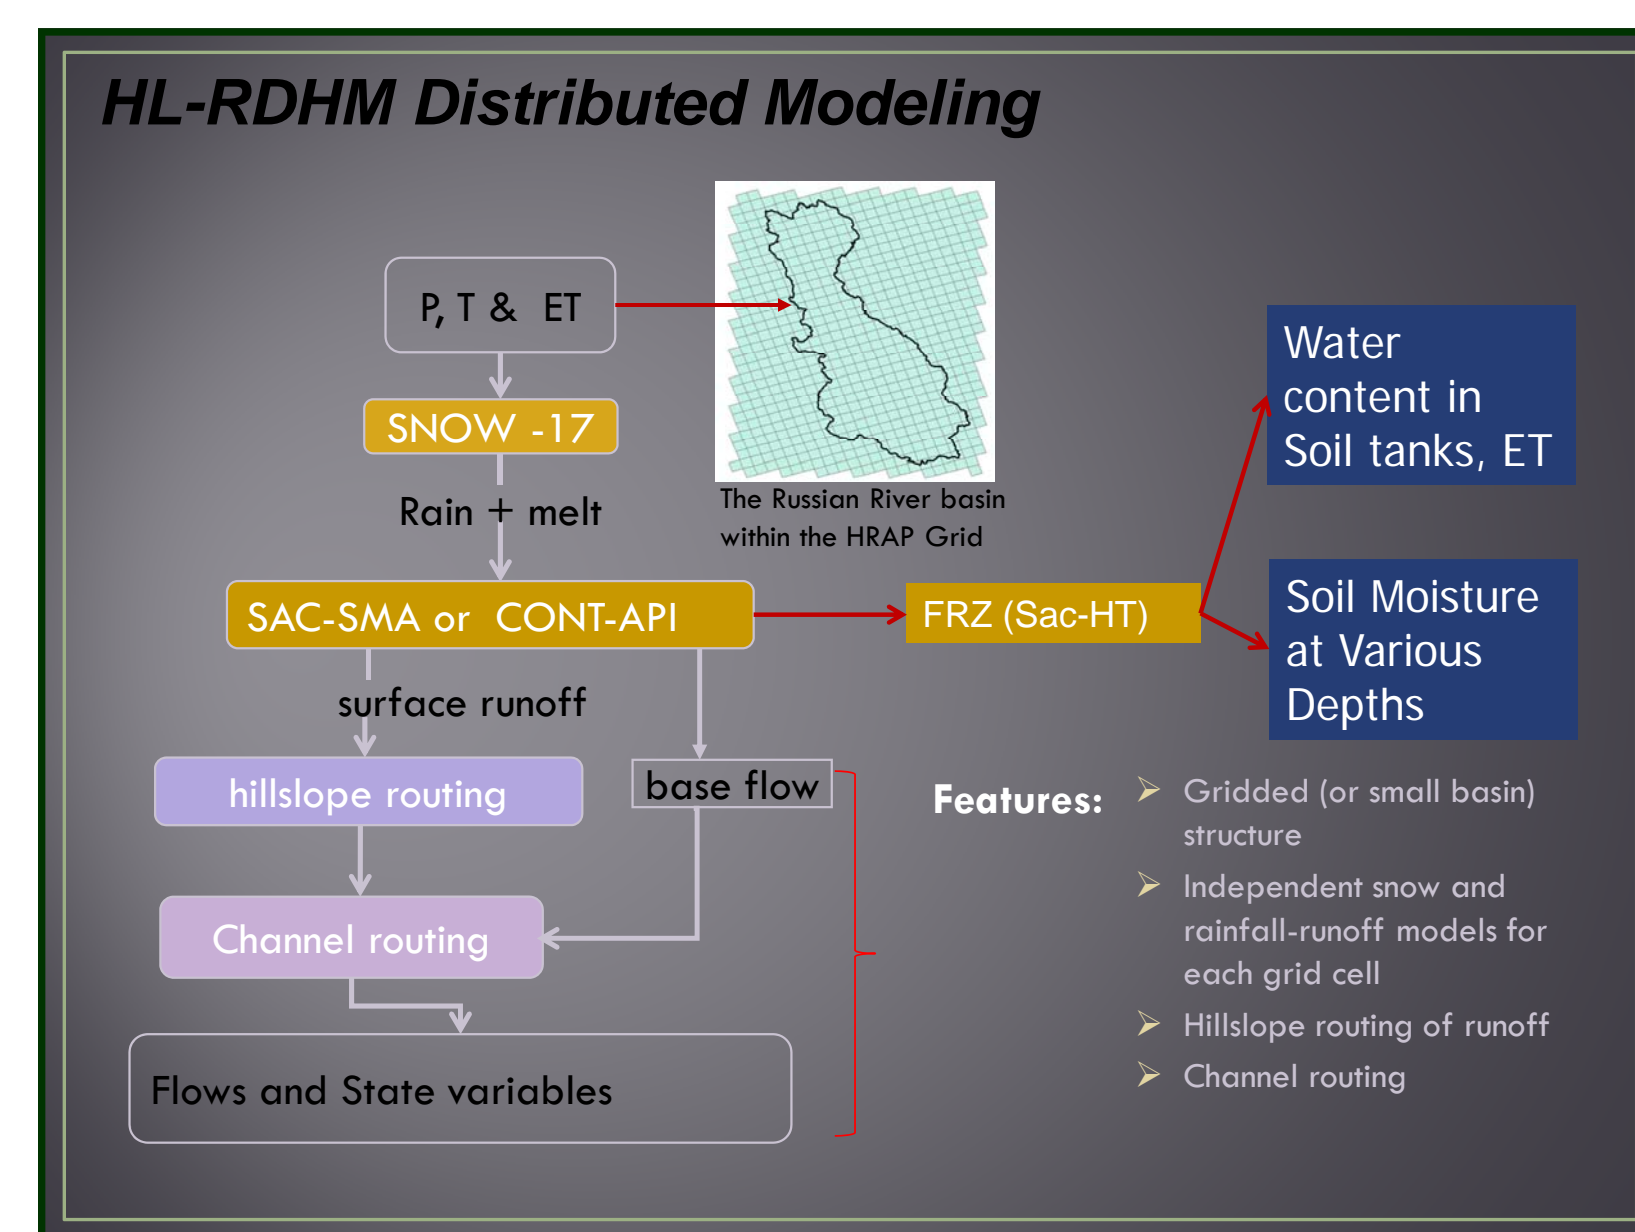 HL-RDHM Distributed Modeling
P, T & ET
SNOW -17
Rain + melt
The Russian River basin
within the HRAP Grid
SAC-SMA or CONT-API
FRZ (Sac-HT)
Water
content in
Soil tanks, ET
Soil Moisture
at Various
Depths
surface runoff
hillslope routing
base flow
Channel routing
Flows and State variables
Features:
Gridded (or small basin)
structure
Independent snow and
rainfall-runoff models for
each grid cell
Hillslope routing of runoff
Channel routing